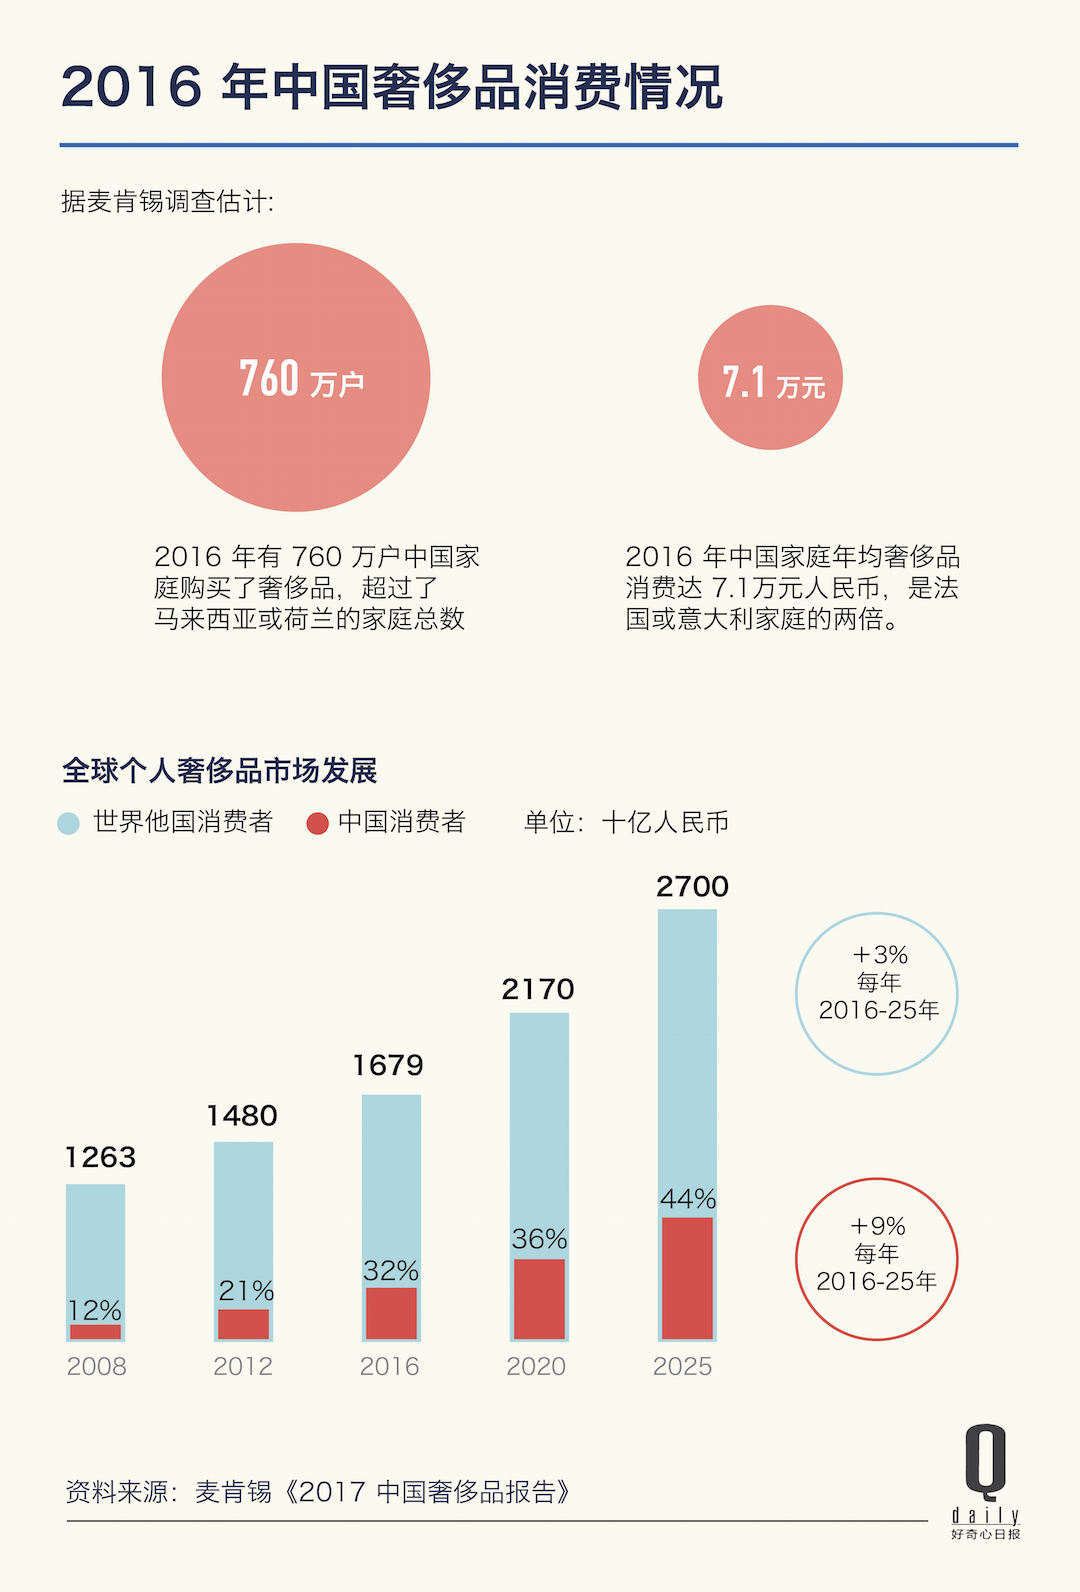 2016 年中国奢侈品消费情况
据麦肯锡调查估计:
760 万户
7.1 万元
2016 年有 760 万户中国家
庭购买了奢侈品，超过了
马来西亚或荷兰的家庭总数
2016 年中国家庭年均奢侈品
消费达 7.1万元人民币，是法
国或意大利家庭的两倍。
全球个人奢侈品市场发展
世界他国消费者 中国消费者 单位：十亿人民币
2700
2170
1679
1480
1263
44%
36%
32%
21%
12%
2008 2012 2016 2020 2025
+3%
每年
2016-25年
+9%
每年
2016-25年
资料来源：麦肯锡《2017 中国奢侈品报告》
Q
daily
好奇心日报